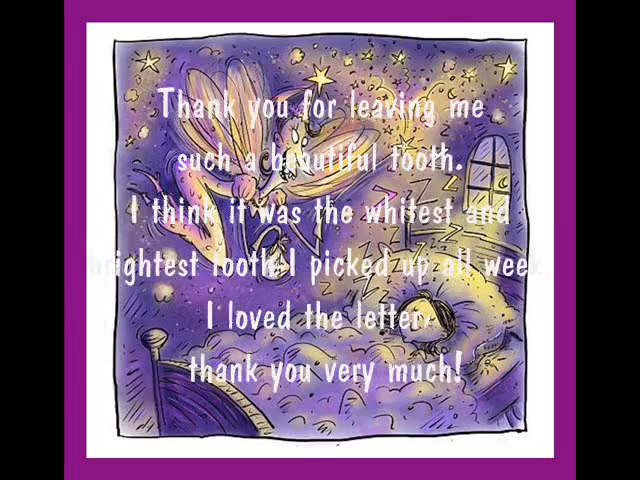 Thank you for leaving me
such a beautiful tooth.
I think it was the whitest and
brightest tooth I picked up all week
I loved the letter
thank you very much!